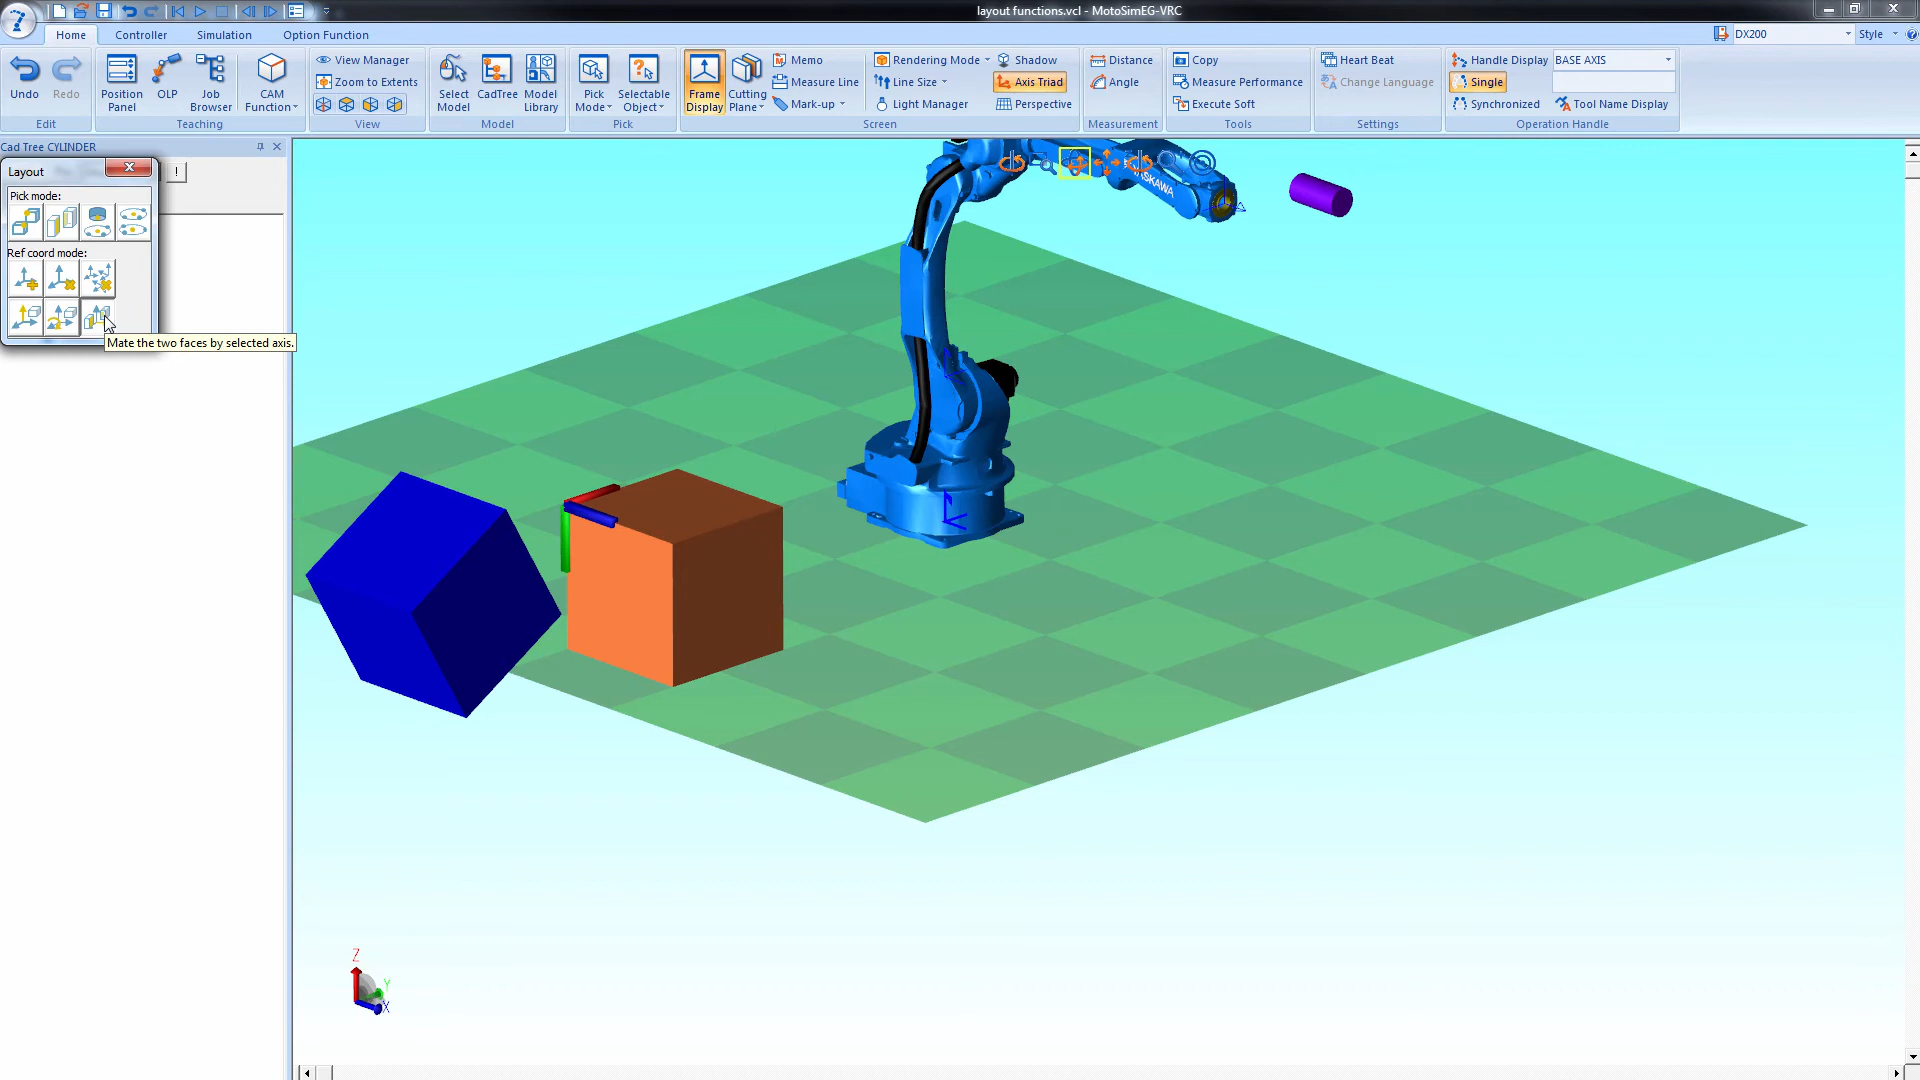 layout functions.vcl - MotoSimEG-VRC
Home
Controller
Simulation
Option Function
DX200
Style
Undo
Redo
Edit
Position Panel
OLP
Job Browser
Teaching
CAM Function
View Manager
Zoom to Extents
View
Select Model
CadTree
Model Library
Model
Pick Mode
Selectable Object
Pick
Frame Display
Cutting Plane
Memo
Measure Line
Mark-up
Rendering Mode
Line Size
Light Manager
Shadow
Axis Triad
Perspective
Screen
Distance
Angle
Measurement
Copy
Measure Performance
Execute Soft
Tools
Heart Beat
Change Language
Settings
Handle Display
BASE AXIS
Single
Synchronized
Tool Name Display
Operation Handle
Cad Tree CYLINDER
Layout
!
Pick mode:
Ref coord mode:
Mate the two faces by selected axis.
YASKAWA
Z
Y
X